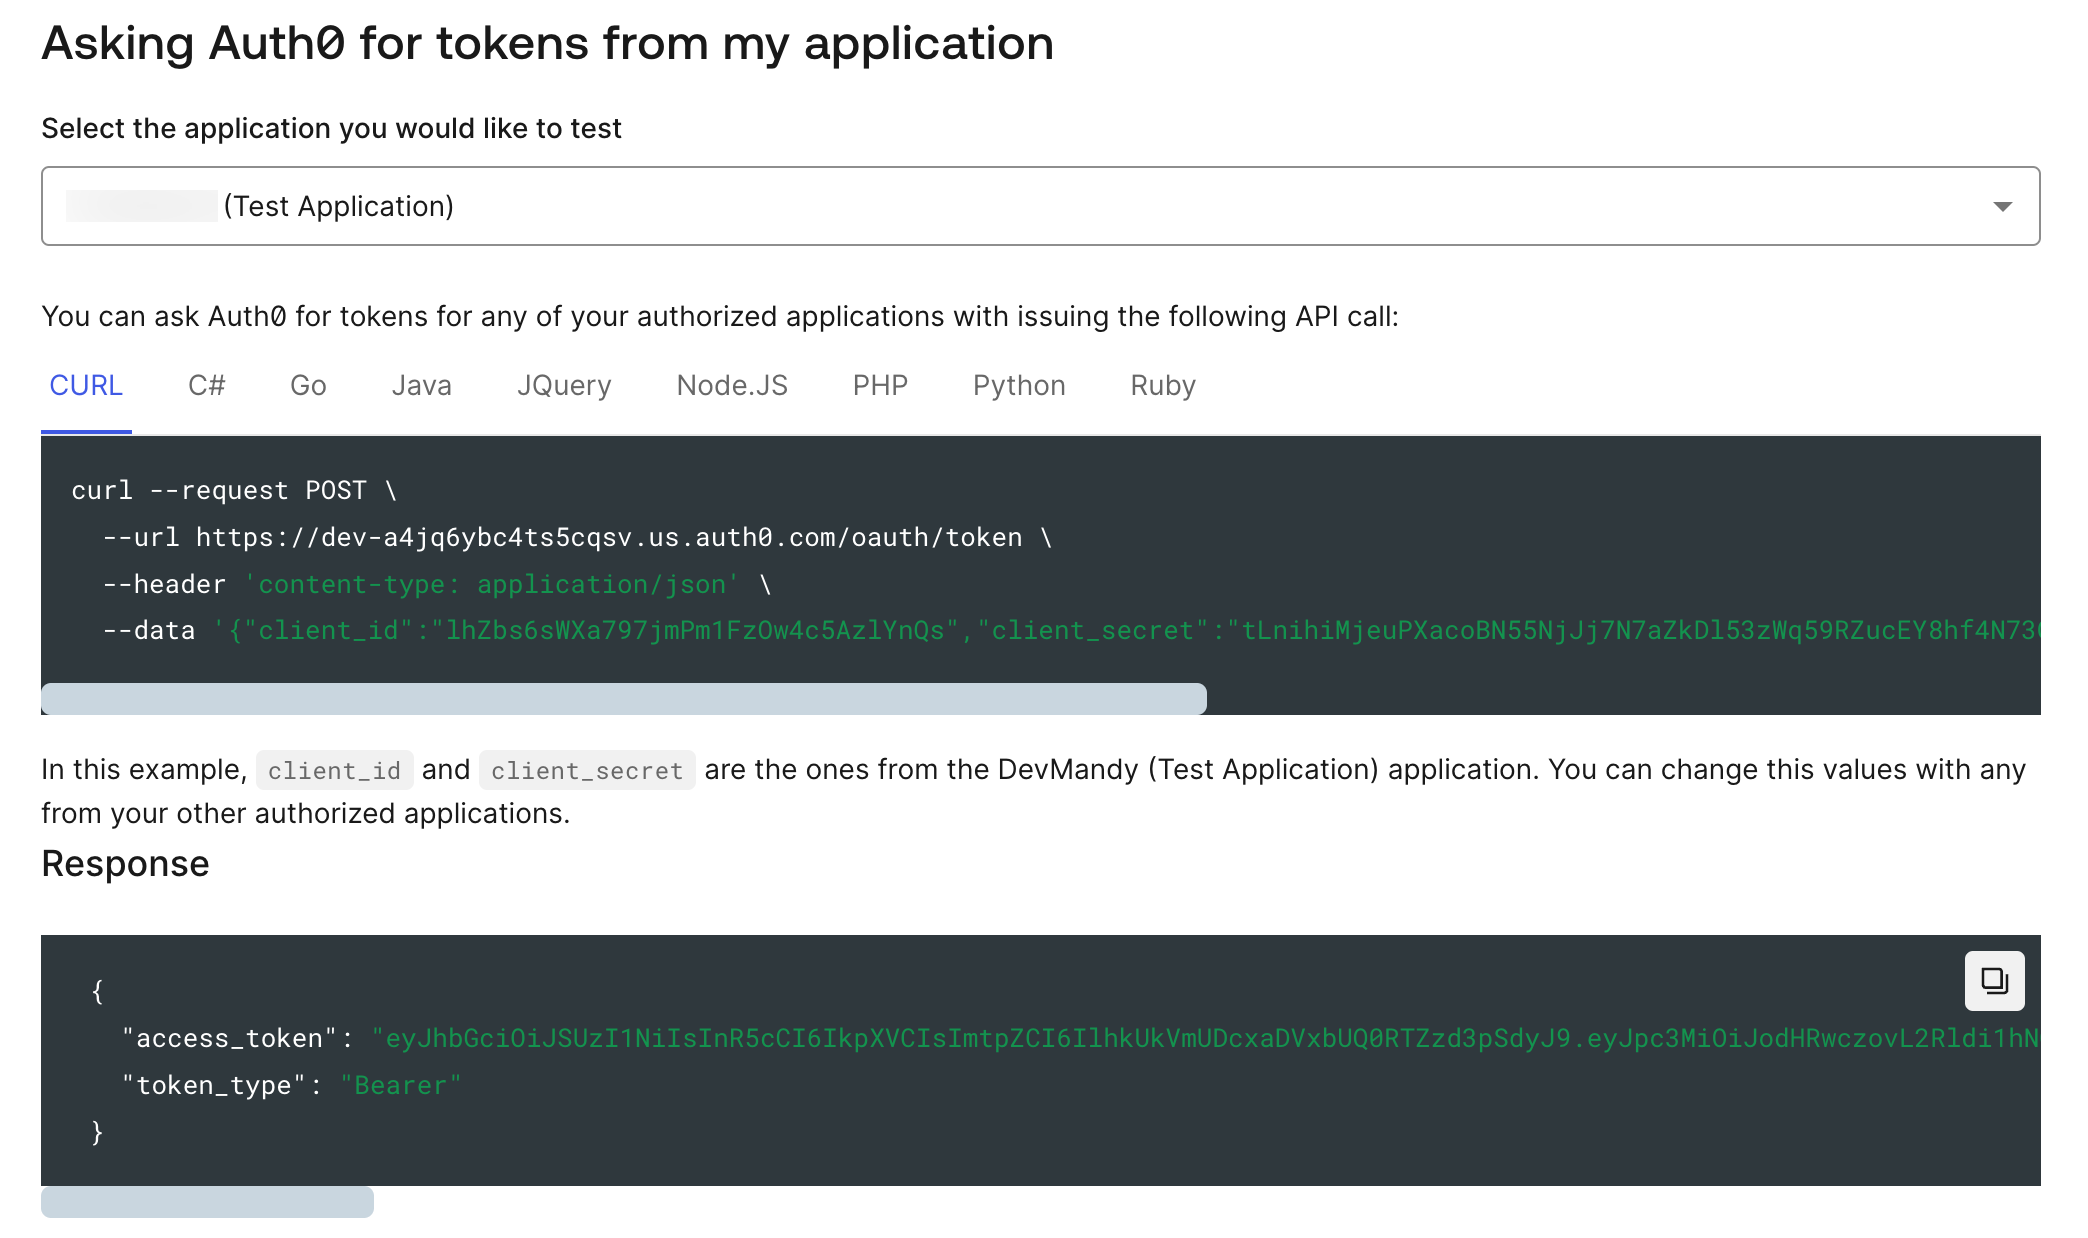 Asking Auth0 for tokens from my application
Select the application you would like to test
(Test Application)
You can ask Auth0 for tokens for any of your authorized applications with issuing the following API call:
CURL C# Go Java JQuery Node.JS PHP Python Ruby
curl --request POST \
--url https://dev-a4jq6ybc4ts5cqsv.us.auth0.com/oauth/token \
--header 'content-type: application/json' \
--data '{"client_id":"lhZbs6sWXa797jmPm1FzOw4c5AzlYnQs","client_secret":"tLnihiMjeuPXacoBN55NjJj7N7aZkDl53zWq59RZucEY8hf4N73
In this example, client_id and client_secret are the ones from the DevMandy (Test Application) application. You can change this values with any
from your other authorized applications.
Response
{
"access_token": "eyJhbGciOiJSUzI1NiIsInR5cCI6IkpXVCIsImtpZCI6IlhkUkVmUDcxaDVxbUQ0RTZzd3pSdyJ9.eyJpc3MiOiJodHRwczovL2Rldi1hN
"token_type": "Bearer"
}